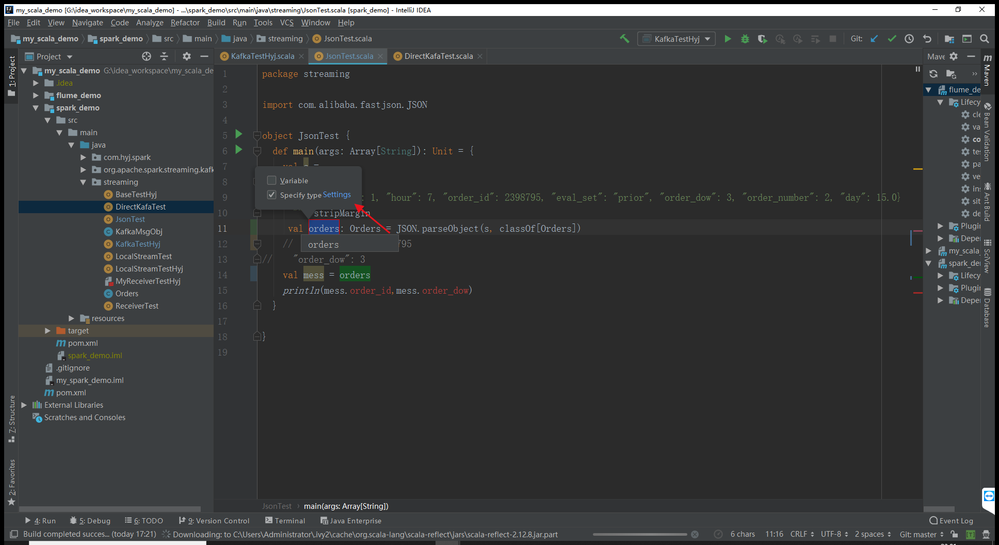 my_scala_demo [G:\idea_workspace\my_scala_demo] - ...\spark_demo\src\main\java\streaming\JsonTest.scala [spark_demo] - IntelliJ IDEA
File Edit View Navigate Code Analyze Refactor Build Run Tools VCS Window Help
my_scala_demo spark_demo src main java streaming JsonTest.scala KafkaTestHyj Git:
Project KafkaTestHyj.scala JsonTest.scala DirectKafaTest.scala Mave
1: Project
my_scala_demo G:\idea_workspace\my_scala_de
.idea
flume_demo
spark_demo
src
main
java
com.hyj.spark
org.apache.spark.streaming.kafk
streaming
BaseTestHyj
DirectKafaTest
JsonTest
KafkaMsgObj
KafkaTestHyj
LocalStreamTest
LocalStreamTestHyj
MyReceiverTestHyj
Orders
ReceiverTest
resources
target
pom.xml
spark_demo.iml
.gitignore
my_spark_demo.iml
pom.xml
External Libraries
Scratches and Consoles
7: Structure
2: Favorites
1 package streaming
2
3 import com.alibaba.fastjson.JSON
4
5 object JsonTest {
6 def main(args: Array[String]): Unit = {
7 val s =
8
9 : 1, "hour": 7, "order_id": 2398795, "eval_set": "prior", "order_dow": 3, "order_number": 2, "day": 15.0}
10 stripMargin
11 val orders: Orders = JSON.parseObject(s, classOf[Orders])
12 // 795
13 // "order_dow": 3
14 val mess = orders
15 println(mess.order_id,mess.order_dow)
16 }
17
18 }
19
Variable
Specify type Settings
orders
JsonTest main(args: Array[String])
flume_de
Lifecy
cle
va
co
tes
pa
ve
ins
sit
de
Plugin
Deper
my_scala_
spark_der
Lifecy
Plugin
Deper
Maven
Bean Validation
Ant Build
SciView
Database
4: Run 5: Debug 6: TODO 9: Version Control Terminal Java Enterprise Event Log
Build completed succes... (today 17:21) Downloading: to C:\Users\Administrator\.ivy2\cache\org.scala-lang\scala-reflect\jars\scala-reflect-2.12.8.jar.part 6 chars 11:16 CRLF UTF-8 2 spaces Git: master [T]